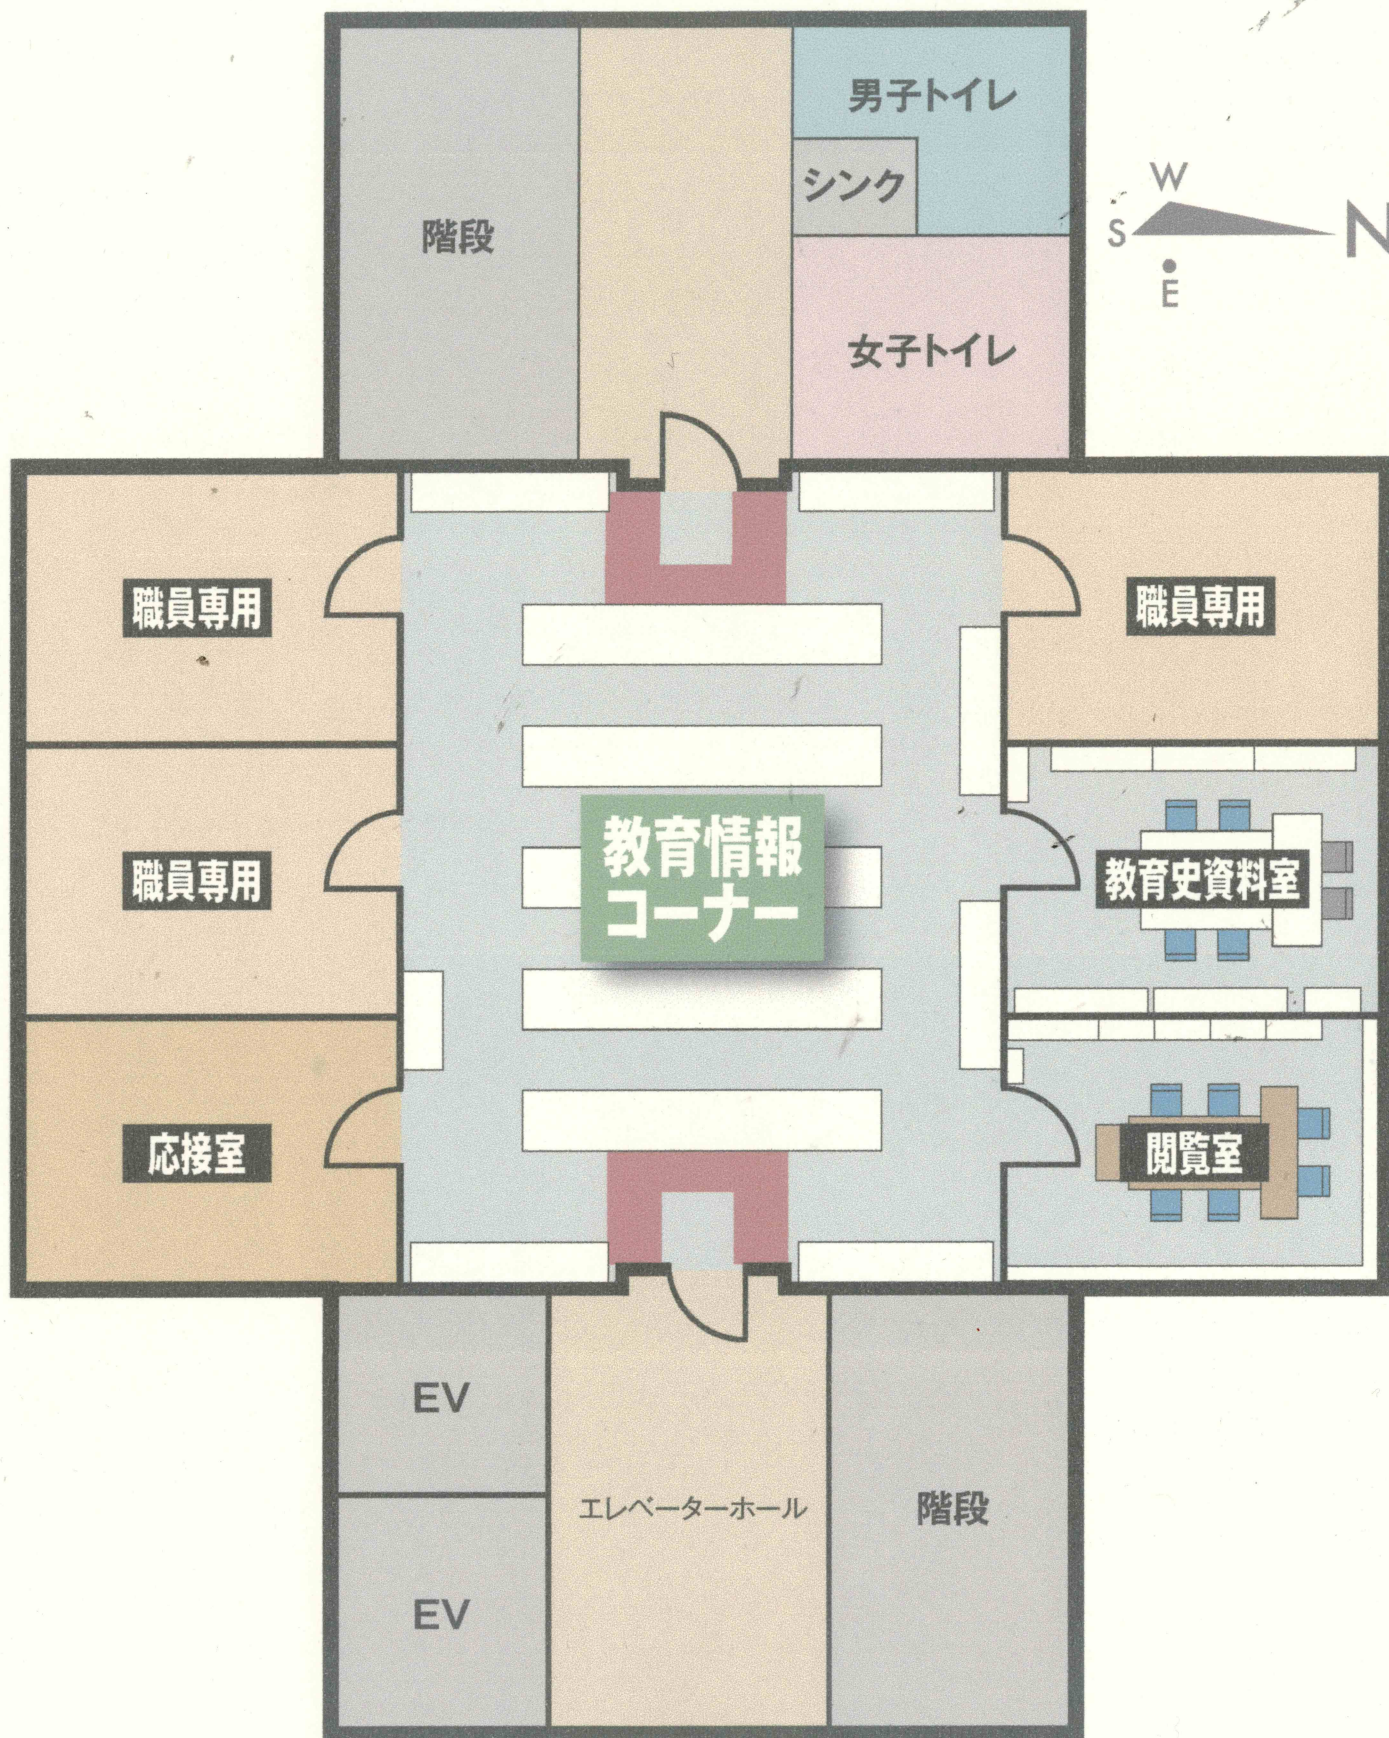 男子トイレ
シンク
階段
W
S
N
E
女子トイレ
職員専用
職員専用
教育情報
コーナー
職員専用
教育史資料室
応接室
閲覧室
EV
エレベーターホール
階段
EV